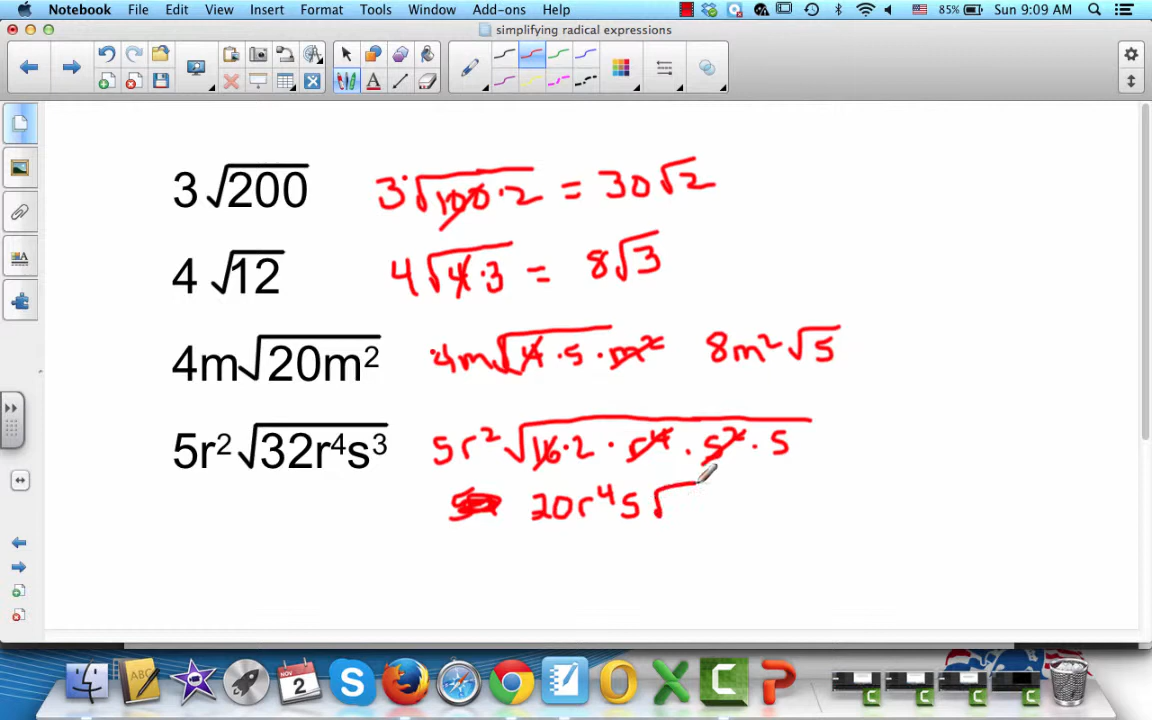 Notebook File Edit View Insert Format Tools Window Add-ons Help 85% Sun 9:09 AM
simplifying radical expressions
3√200 3·√100·2 = 30√2
4√12 4√4·3 = 8√3
4m√20m² 4m√4·5·m² 8m²√5
5r²√32r⁴s³ 5r²√16·2·r⁴·s²·s
20r⁴s√
NOV 2